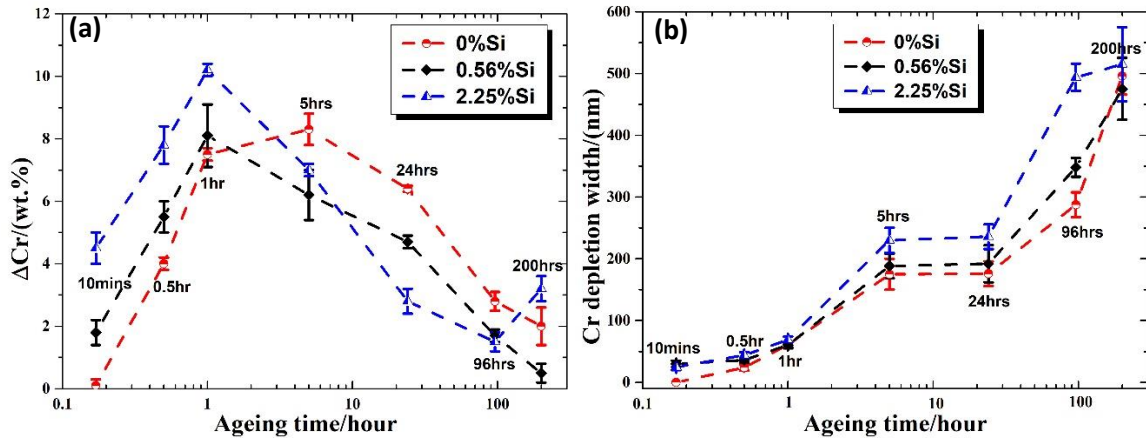 (a)
0%Si
0.56%Si
2.25%Si
12
10
8
6
4
2
0
ΔCr/(wt.%)
10mins
0.5hr
1hr
5hrs
24hrs
96hrs
200hrs
0.1
1
10
100
Ageing time/hour
(b)
0%Si
0.56%Si
2.25%Si
600
500
400
300
200
100
0
Cr depletion width/(nm)
10mins
0.5hr
1hr
5hrs
24hrs
96hrs
200hrs
0.1
1
10
100
Ageing time/hour